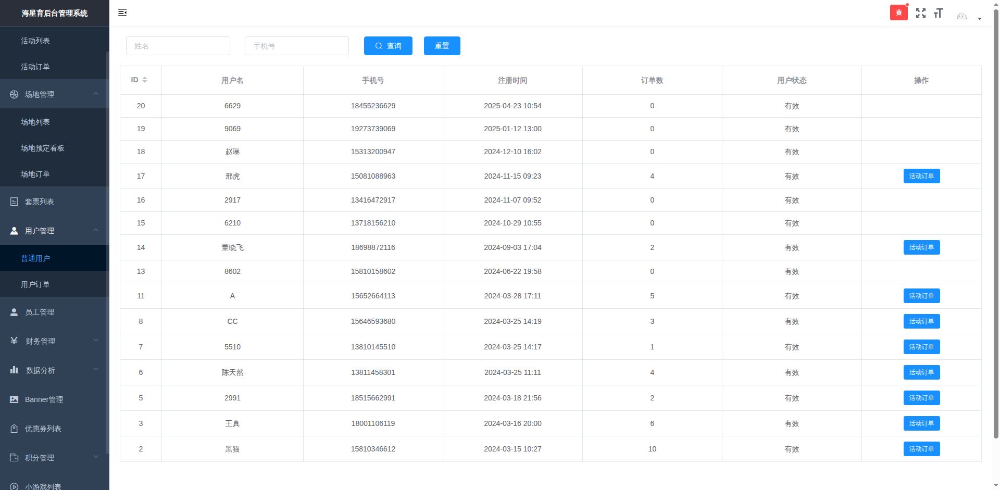 海星育后台管理系统
活动列表
活动订单
场地管理
场地列表
场地预定看板
场地订单
套票列表
用户管理
普通用户
用户订单
员工管理
财务管理
数据分析
Banner管理
优惠券列表
积分管理
小游戏列表
姓名 手机号 查询 重置
ID 用户名 手机号 注册时间 订单数 用户状态 操作
20 6629 18455236629 2025-04-23 10:54 0 有效
19 9069 19273739069 2025-01-12 13:00 0 有效
18 赵琳 15313200947 2024-12-10 16:02 0 有效
17 邢虎 15081088963 2024-11-15 09:23 4 有效 活动订单
16 2917 13416472917 2024-11-07 09:52 0 有效
15 6210 13718156210 2024-10-29 10:55 0 有效
14 董晓飞 18698872116 2024-09-03 17:04 2 有效 活动订单
13 8602 15810158602 2024-06-22 19:58 0 有效
11 A 15652664113 2024-03-28 17:11 5 有效 活动订单
8 CC 15646593680 2024-03-25 14:19 3 有效 活动订单
7 5510 13810145510 2024-03-25 14:17 1 有效 活动订单
6 陈天然 13811458301 2024-03-25 11:11 4 有效 活动订单
5 2991 18515662991 2024-03-18 21:56 2 有效 活动订单
3 王真 18001106119 2024-03-16 20:00 6 有效 活动订单
2 黑猫 15810346612 2024-03-15 10:27 10 有效 活动订单